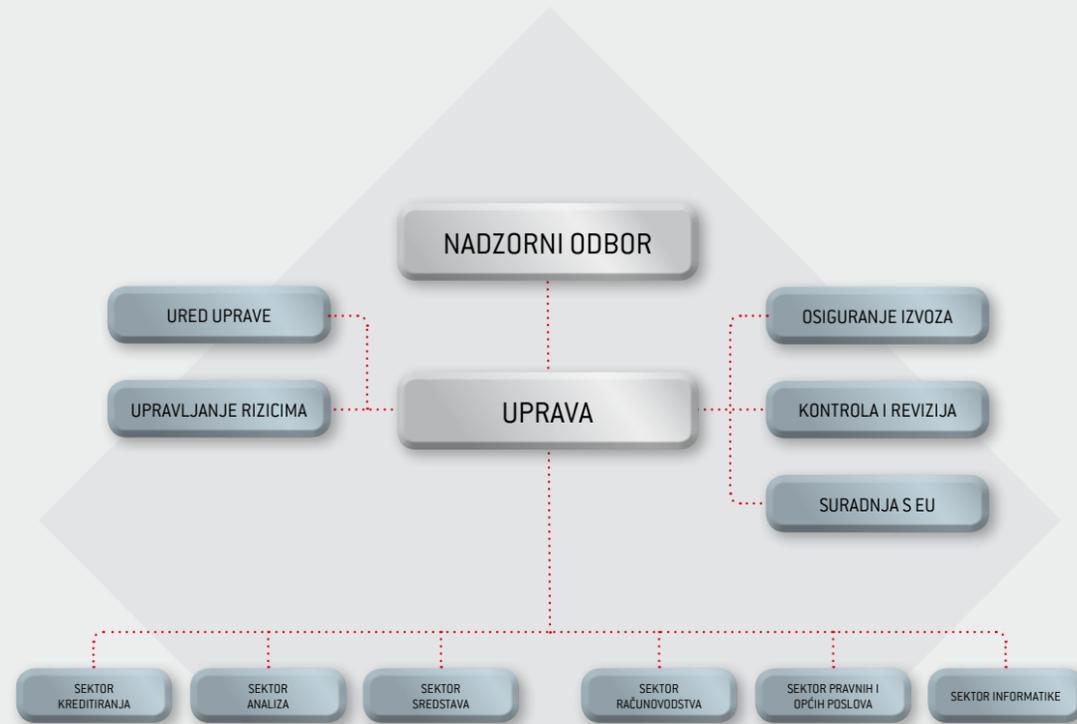 NADZORNI ODBOR
URED UPRAVE
OSIGURANJE IZVOZA
UPRAVLJANJE RIZICIMA
UPRAVA
KONTROLA I REVIZIJA
SURADNJA S EU
SEKTOR
KREDITIRANJA
SEKTOR
ANALIZA
SEKTOR
SREDSTAVA
SEKTOR
RAČUNOVODSTVA
SEKTOR PRAVNIH I
OPĆIH POSLOVA
SEKTOR INFORMATIKE